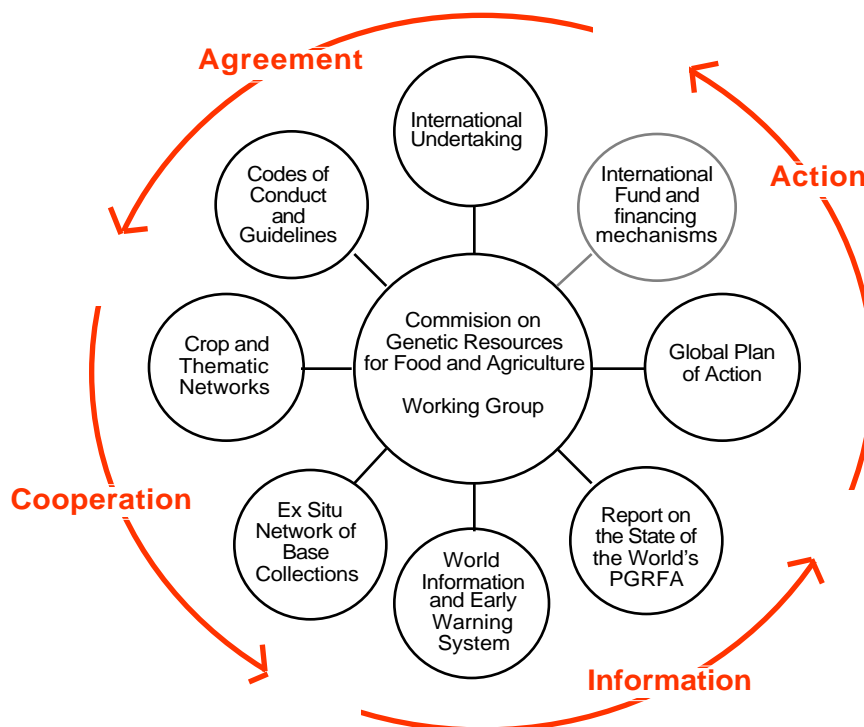 Agreement
International
Undertaking
International
Fund and
financing
mechanisms
Action
Codes of
Conduct
and
Guidelines
Commision on
Genetic Resources
for Food and Agriculture
Working Group
Crop and
Thematic
Networks
Global Plan
of Action
Cooperation
Ex Situ
Network of
Base
Collections
World
Information
and Early
Warning
System
Report on
the State of
the World's
PGRFA
Information